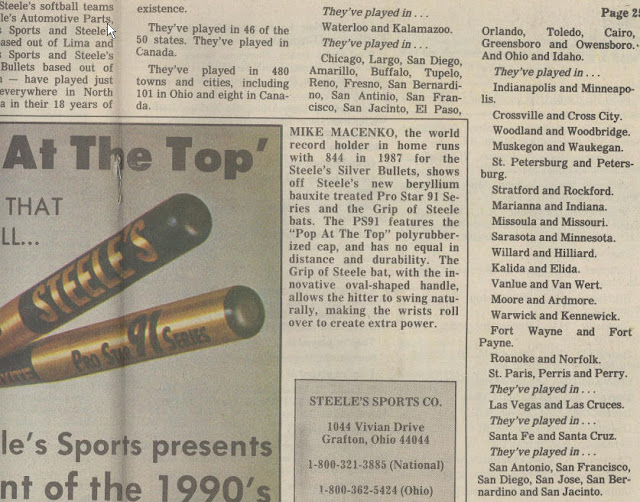 Steele's softball teams
le's Automotive Parts,
s Sports and Steele
ased out of Lima and
s Sports and Steele's
Bullets based out of
n — have played just
everywhere in North
a in their 18 years of
existence.
They've played in 46 of the
50 states. They've played in
Canada.
They've played in 480
towns and cities, including
101 in Ohio and eight in Cana-
da.
They've played in . . .
Waterloo and Kalamazoo.
They've played in . . .
Chicago, Largo, San Diego,
Amarillo, Buffalo, Tupelo,
Reno, Fresno, San Bernardi-
no, San Antinio, San Fran-
cisco, San Jacinto, El Paso,
Page 25
Orlando, Toledo, Cairo,
Greensboro and Owensboro.
And Ohio and Idaho.
They've played in . . .
Indianapolis and Minneapo-
lis.
Crossville and Cross City.
Woodland and Woodbridge.
Muskegon and Waukegan.
St. Petersburg and Peters-
burg.
Stratford and Rockford.
Marianna and Indiana.
Missoula and Missouri.
Sarasota and Minnesota.
Willard and Hilliard.
Kalida and Elida.
Vanlue and Van Wert.
Moore and Ardmore.
Warwick and Kennewick.
Fort Wayne and Fort
Payne.
Roanoke and Norfolk.
St. Paris, Perris and Perry.
They've played in . . .
Las Vegas and Las Cruces.
They've played in . . .
Santa Fe and Santa Cruz.
They've played in . . .
San Antonio, San Francisco,
San Diego, San Jose, San Ber-
nardino and San Jacinto.
At The Top'
THAT
LL...
STEELE'S
PRO STAR 91 SERIES
le's Sports presents
nt of the 1990's
MIKE MACENKO, the world
record holder in home runs
with 844 in 1987 for the
Steele's Silver Bullets, shows
off Steele's new beryllium
bauxite treated Pro Star 91 Se-
ries and the Grip of Steele
bats. The PS91 features the
"Pop At The Top" polyrubber-
ized cap, and has no equal in
distance and durability. The
Grip of Steele bat, with the in-
novative oval-shaped handle,
allows the hitter to swing natu-
rally, making the wrists roll
over to create extra power.
STEELE'S SPORTS CO.
1044 Vivian Drive
Grafton, Ohio 44044
1-800-321-3885 (National)
1-800-362-5424 (Ohio)